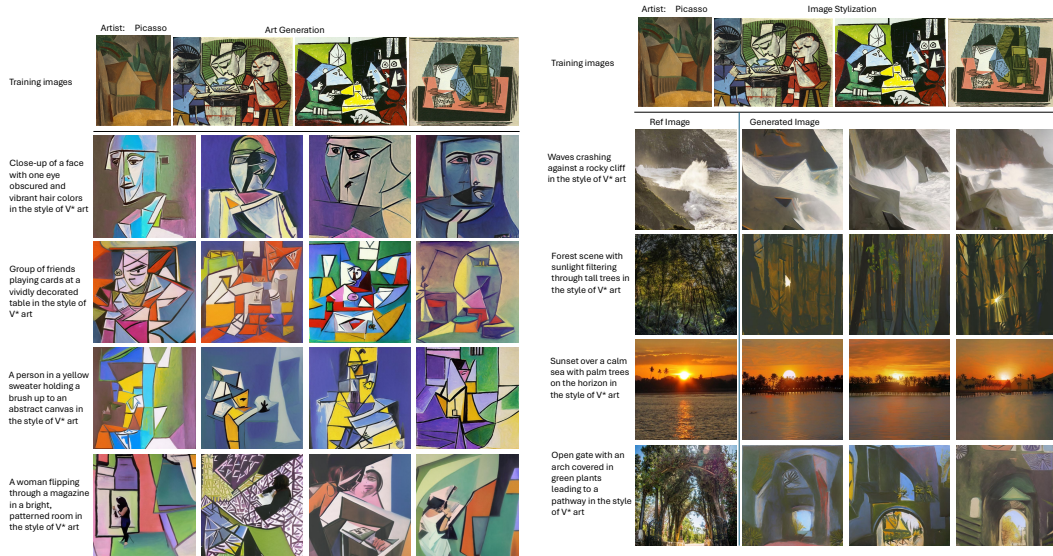 Artist: Picasso
Art Generation
Training images
Close-up of a face
with one eye
obscured and
vibrant hair colors
in the style of V* art
Group of friends
playing cards at a
vividly decorated
table in the style of
V* art
A person in a yellow
sweater holding a
brush up to an
abstract canvas in
the style of V* art
A woman flipping
through a magazine
in a bright,
patterned room in
the style of V* art
Artist: Picasso
Image Stylization
Training images
Ref Image
Generated Image
Waves crashing
against a rocky cliff
in the style of V* art
Forest scene with
sunlight filtering
through tall trees in
the style of V* art
Sunset over a calm
sea with palm trees
on the horizon in
the style of V* art
Open gate with an
arch covered in
green plants
leading to a
pathway in the style
of V* art